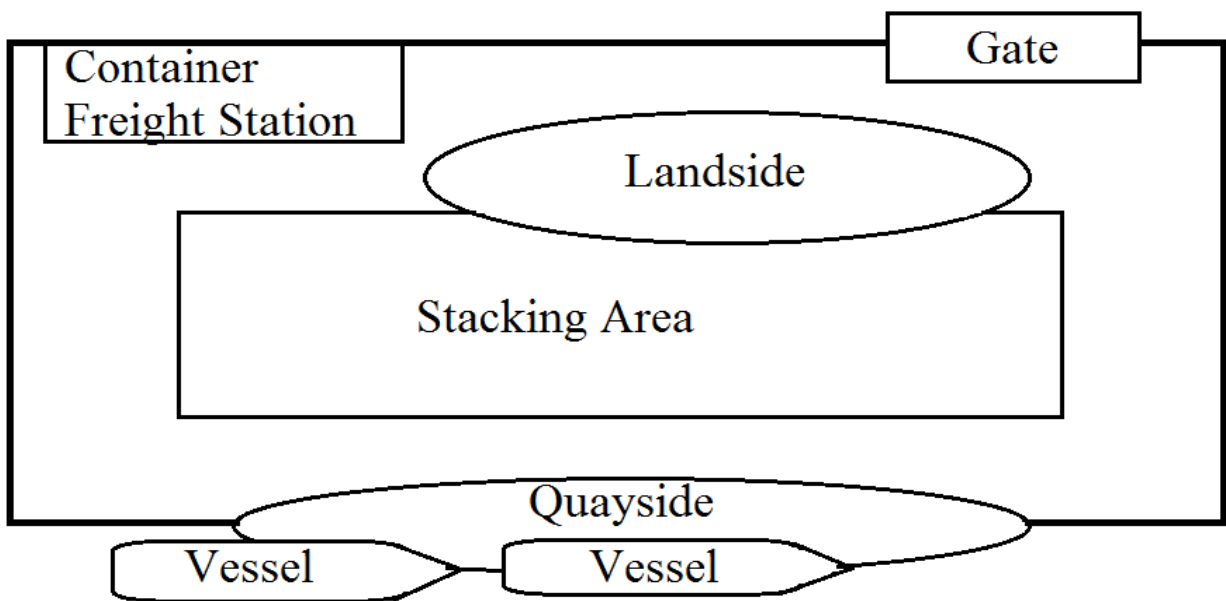 Container
Freight Station
Gate
Landside
Stacking Area
Quayside
Vessel
Vessel